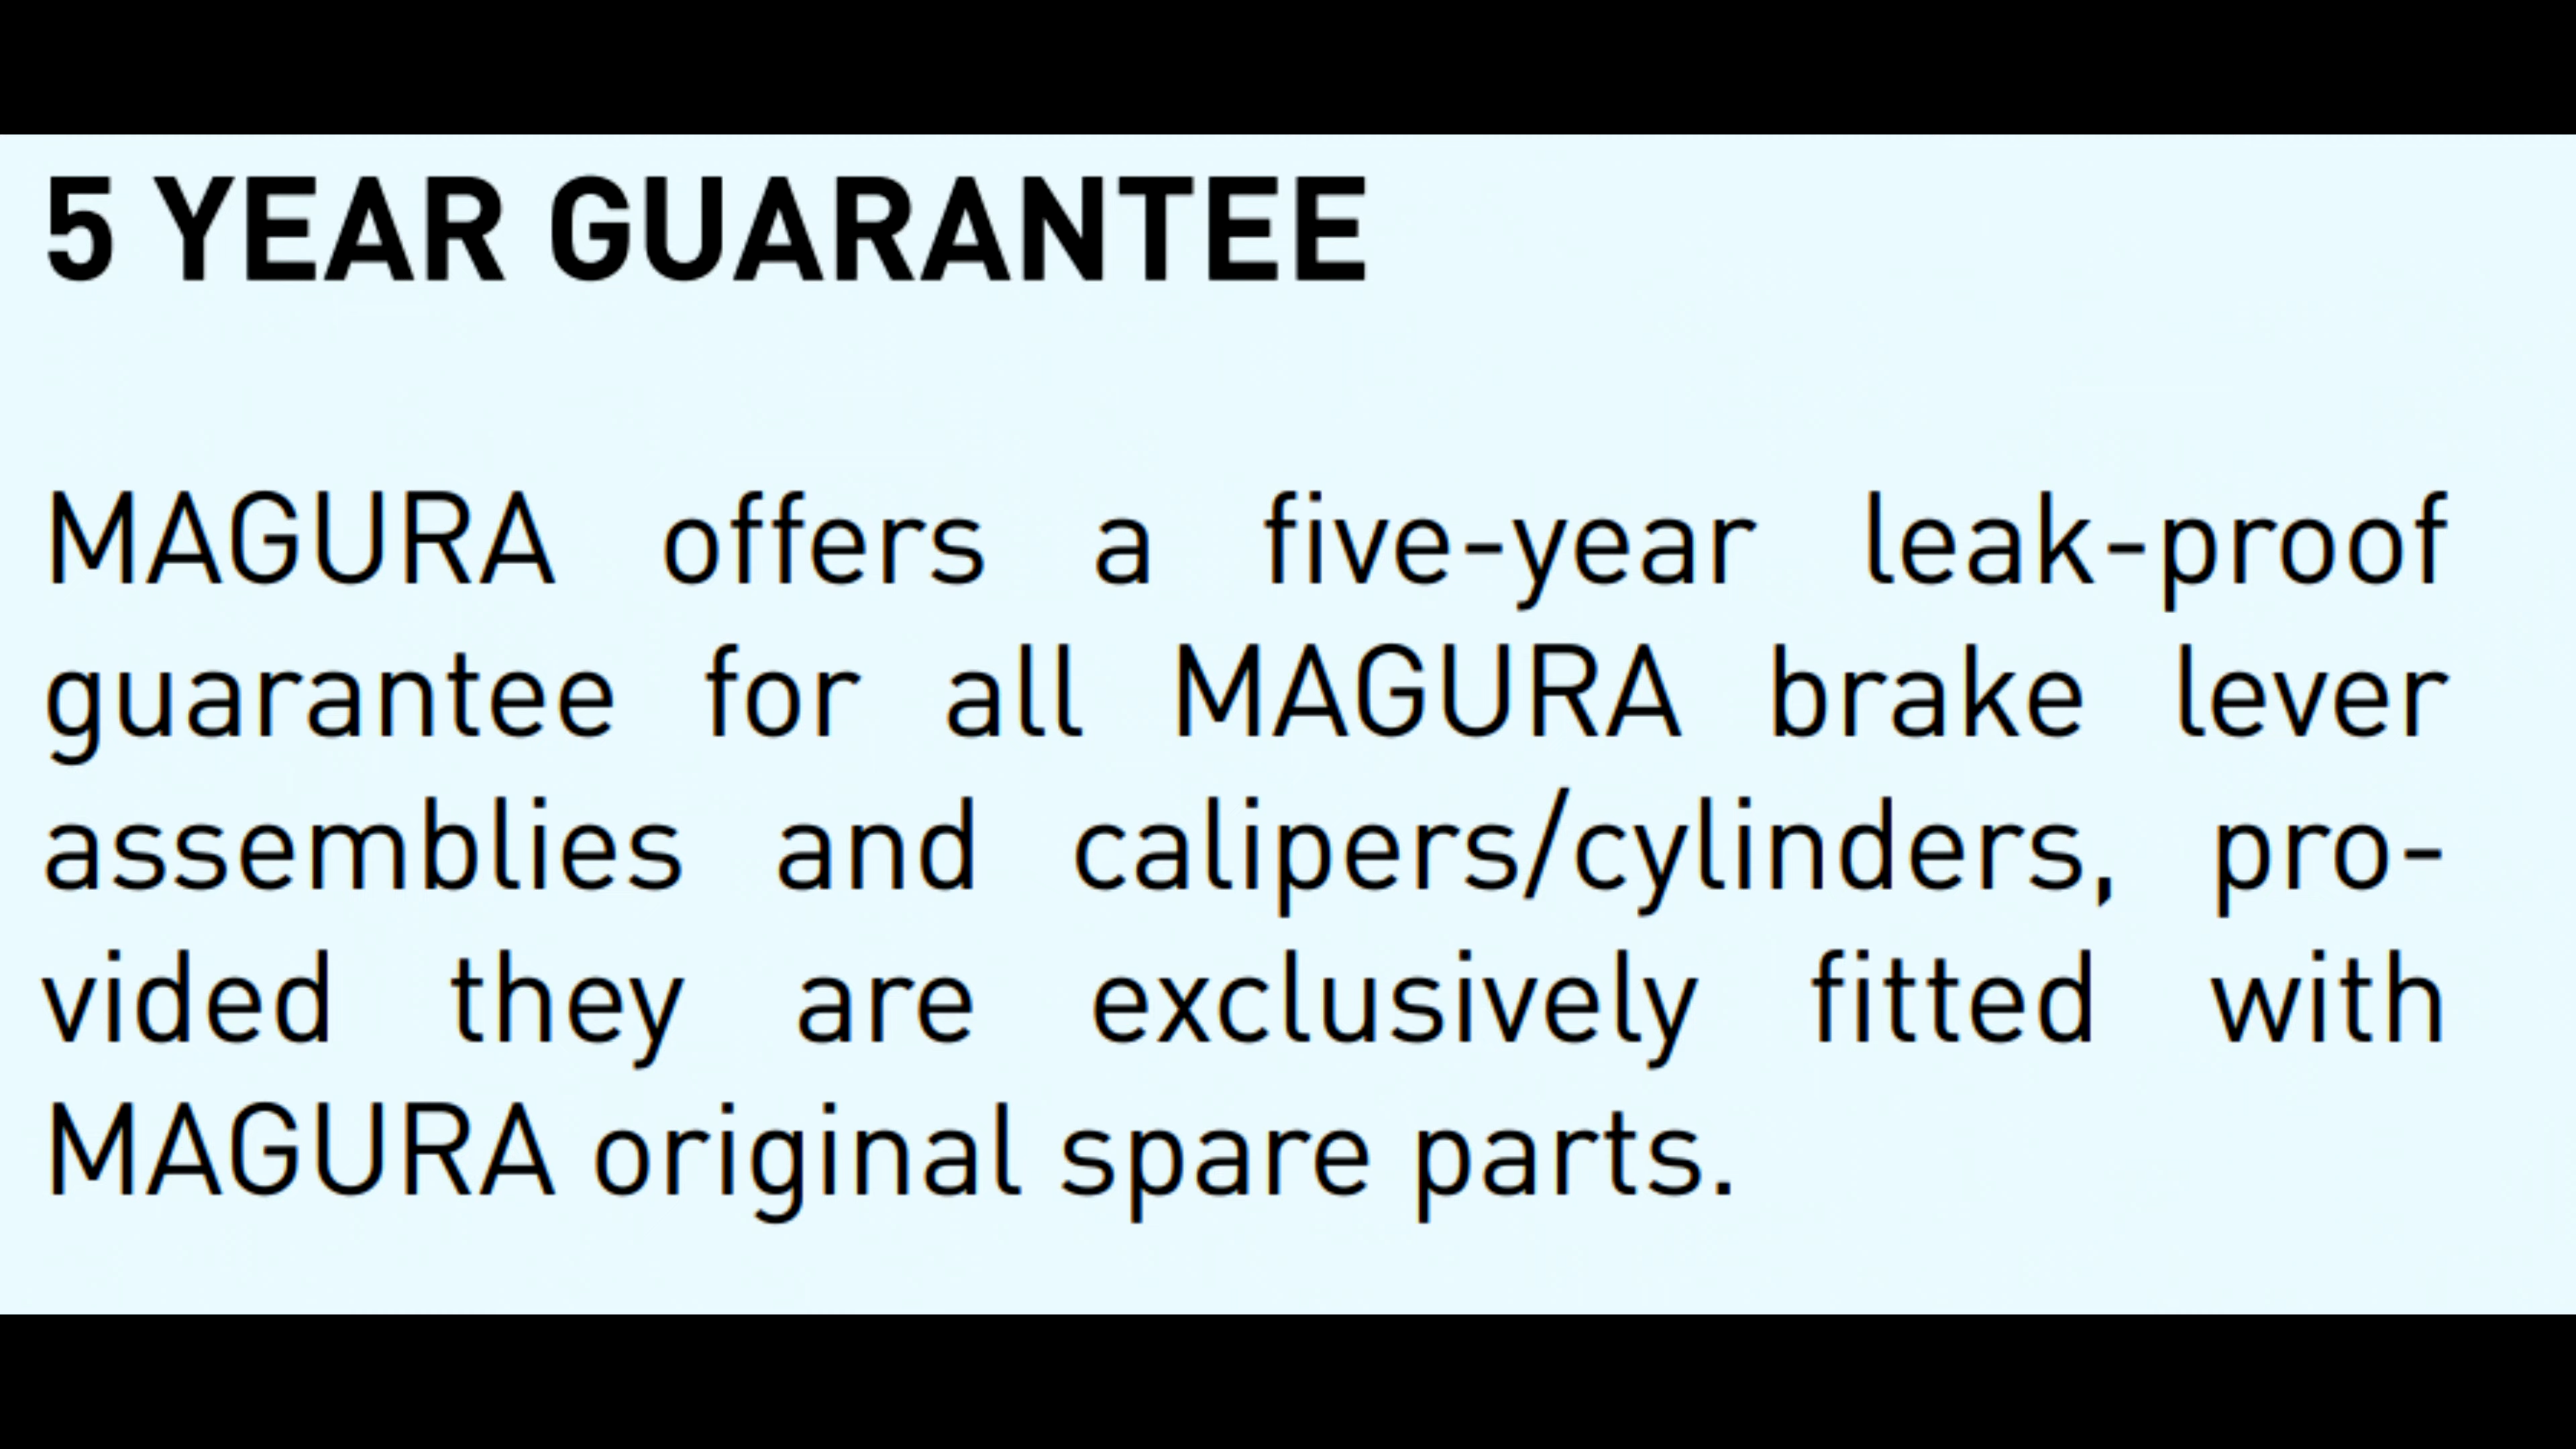 5 YEAR GUARANTEE
MAGURA offers a five-year leak-proof
guarantee for all MAGURA brake lever
assemblies and calipers/cylinders, pro-
vided they are exclusively fitted with
MAGURA original spare parts.